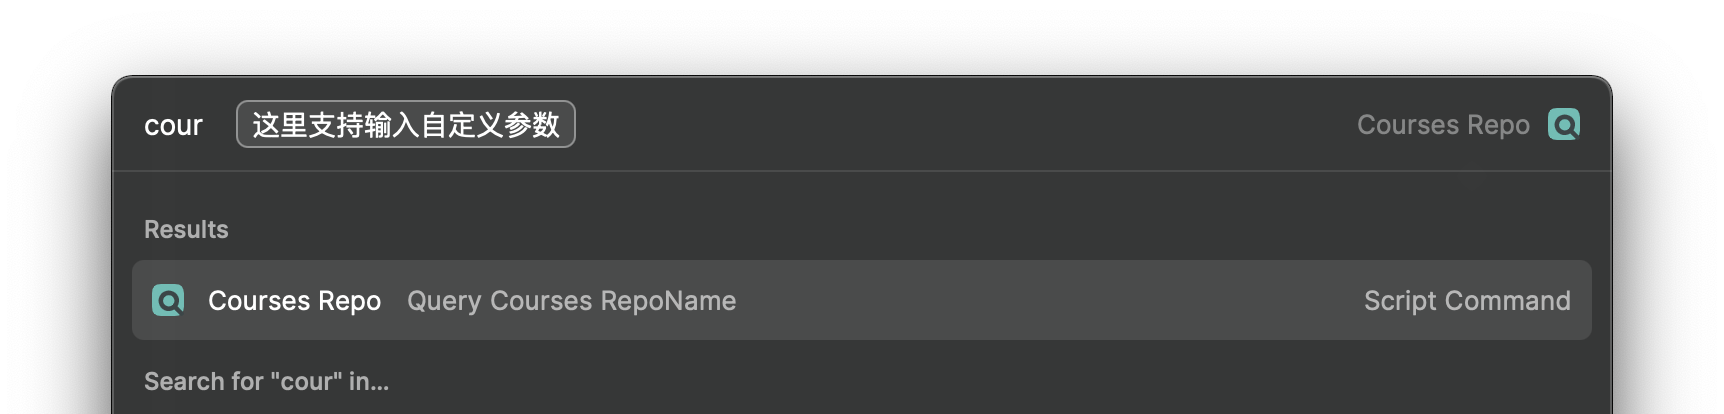 cour 这里支持输入自定义参数 Courses Repo
Results
Courses Repo Query Courses RepoName Script Command
Search for "cour" in...